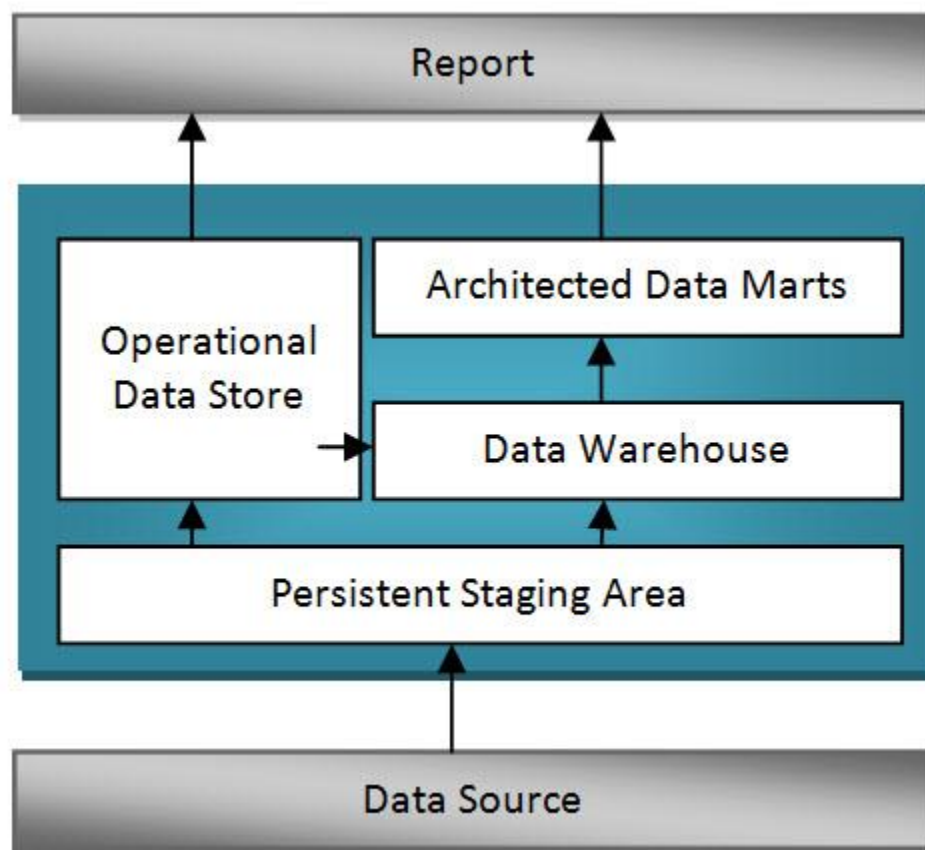 Report
Operational
Data Store
Architected Data Marts
Data Warehouse
Persistent Staging Area
Data Source